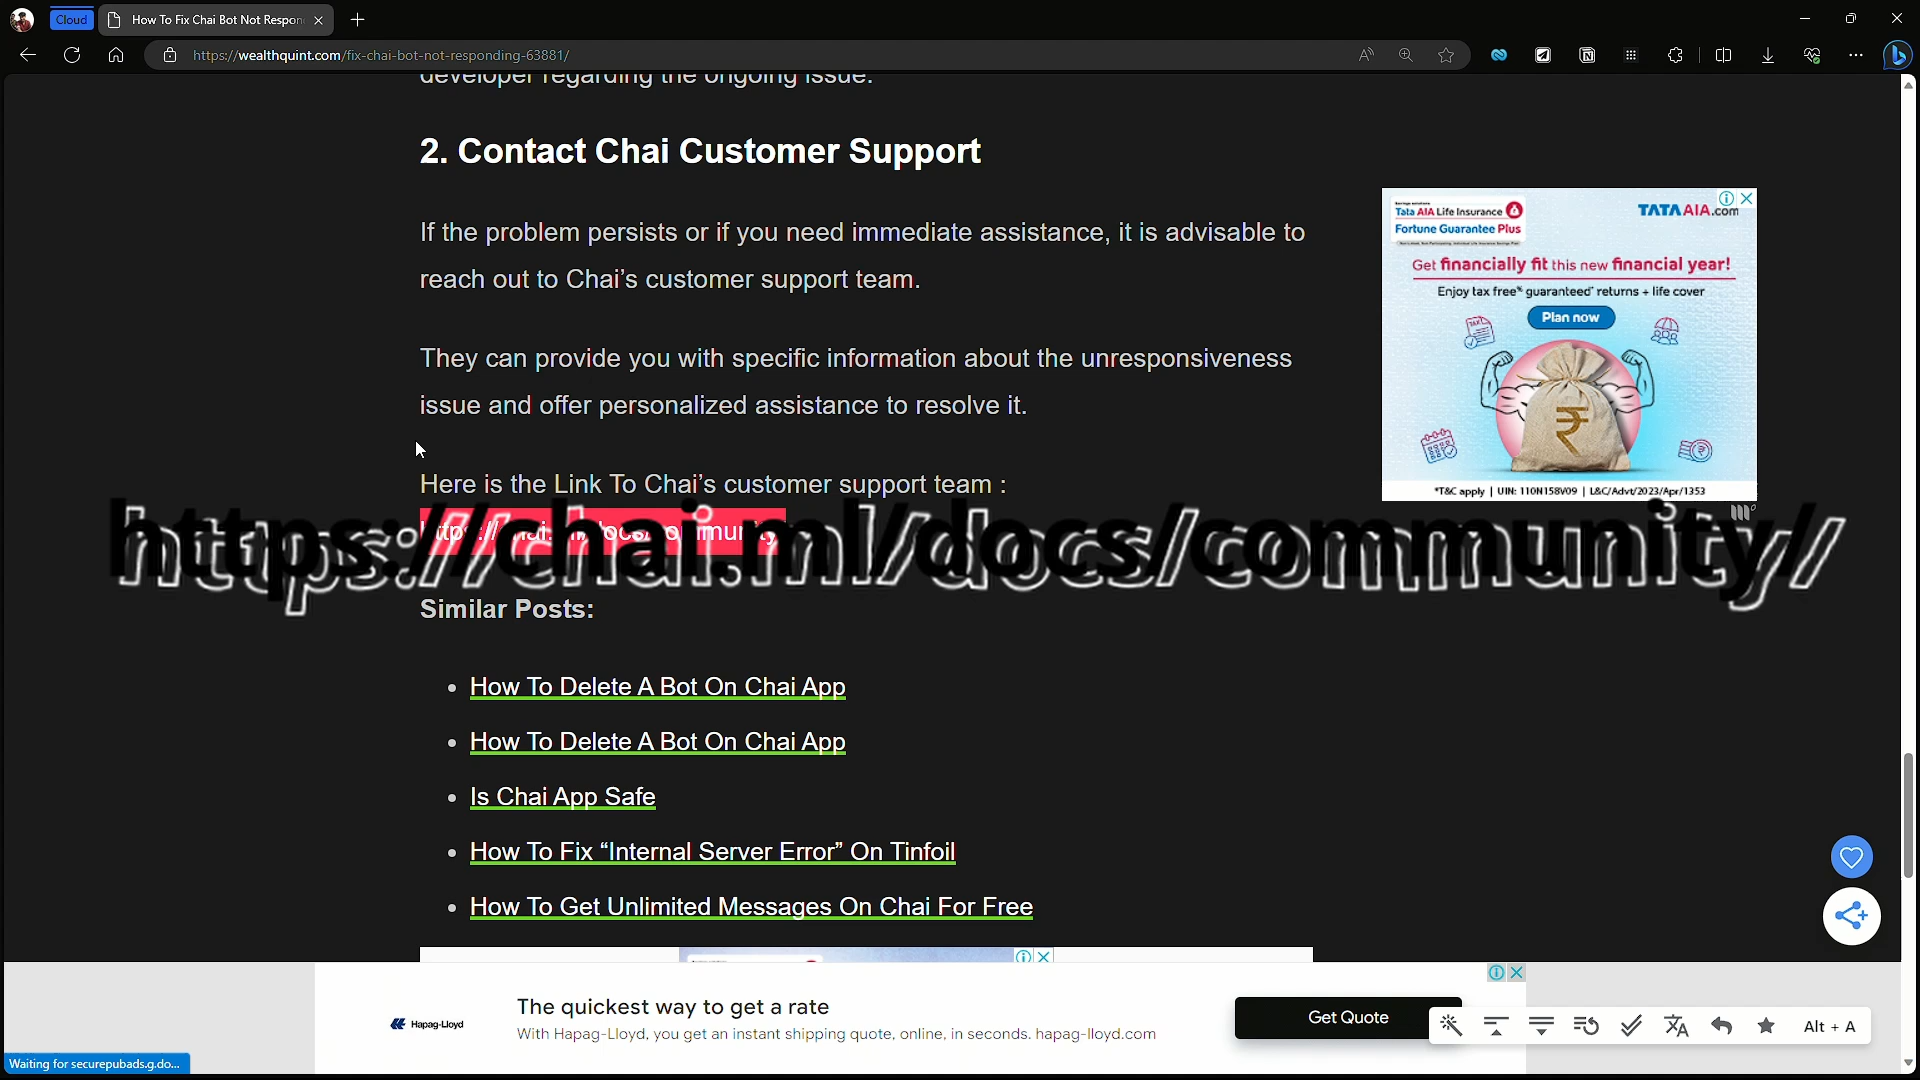 Cloud
How To Fix Chai Bot Not Respon
https://wealthquint.com/fix-chai-bot-not-responding-63881/
developer regarding the ongoing issue.
2. Contact Chai Customer Support
If the problem persists or if you need immediate assistance, it is advisable to
reach out to Chai’s customer support team.
They can provide you with specific information about the unresponsiveness
issue and offer personalized assistance to resolve it.
Here is the Link To Chai’s customer support team :
https://chai.ml/docs/community/
Similar Posts:
How To Delete A Bot On Chai App
How To Delete A Bot On Chai App
Is Chai App Safe
How To Fix “Internal Server Error” On Tinfoil
How To Get Unlimited Messages On Chai For Free
Tata AIA Life Insurance
Fortune Guarantee Plus
TATA AIA.com
Get financially fit this new financial year!
Enjoy tax free* guaranteed* returns + life cover
Plan now
*T&C apply | UIN: 110N158V09 | L&C/Advt/2023/Apr/1353
Hapag-Lloyd
The quickest way to get a rate
With Hapag-Lloyd, you get an instant shipping quote, online, in seconds. hapag-lloyd.com
Get Quote
Alt + A
Waiting for securepubads.g.do...